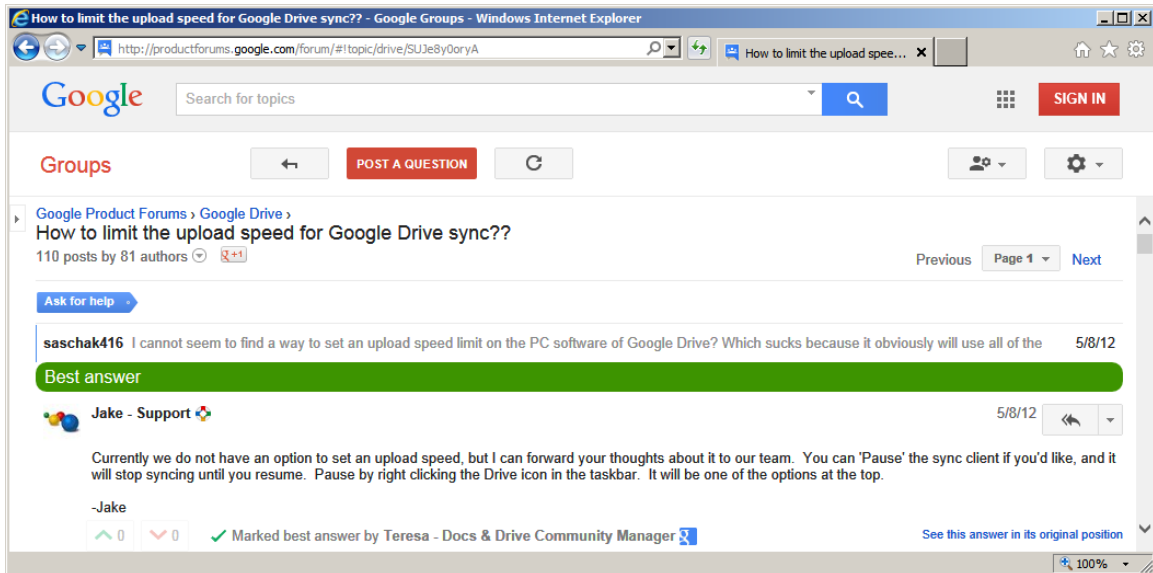 How to limit the upload speed for Google Drive sync?? - Google Groups - Windows Internet Explorer
http://productforums.google.com/forum/#!topic/drive/SUJe8y0oryA
How to limit the upload spee...
Google
Search for topics
SIGN IN
Groups
POST A QUESTION
Google Product Forums › Google Drive ›
How to limit the upload speed for Google Drive sync??
110 posts by 81 authors
g+1
Previous
Page 1
Next
Ask for help
saschak416 I cannot seem to find a way to set an upload speed limit on the PC software of Google Drive? Which sucks because it obviously will use all of the 5/8/12
Best answer
Jake - Support
5/8/12
Currently we do not have an option to set an upload speed, but I can forward your thoughts about it to our team. You can 'Pause' the sync client if you'd like, and it
will stop syncing until you resume. Pause by right clicking the Drive icon in the taskbar. It will be one of the options at the top.
-Jake
0
0
Marked best answer by Teresa - Docs & Drive Community Manager g
See this answer in its original position
100%